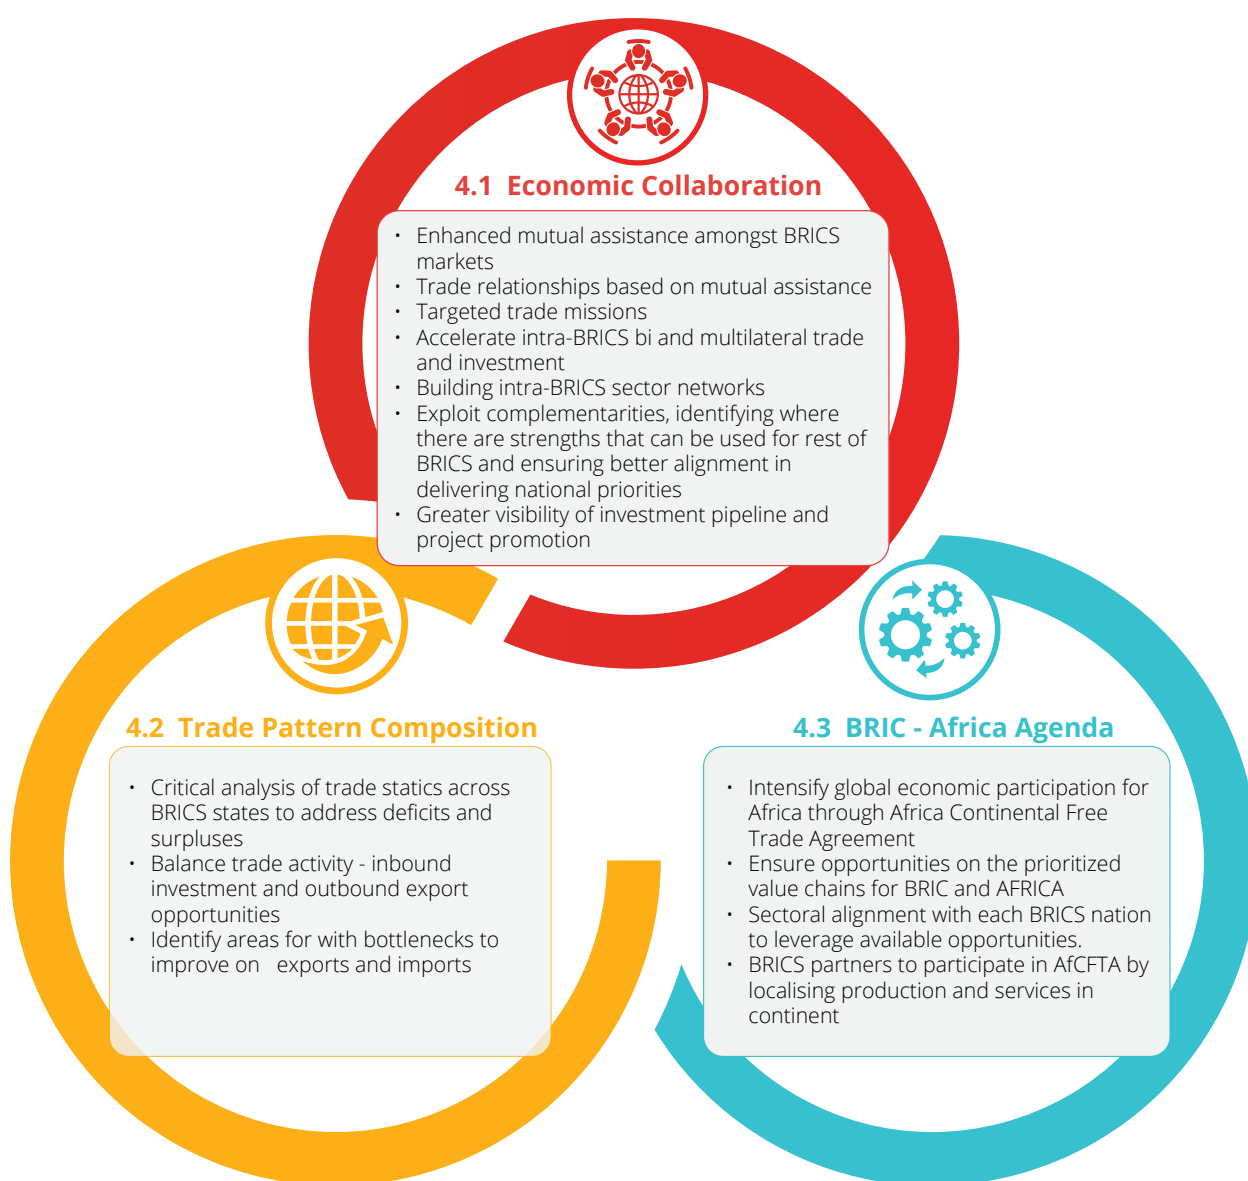 4.1 Economic Collaboration
• Enhanced mutual assistance amongst BRICS
markets
• Trade relationships based on mutual assistance
• Targeted trade missions
• Accelerate intra-BRICS bi and multilateral trade
and investment
• Building intra-BRICS sector networks
• Exploit complementarities, identifying where
there are strengths that can be used for rest of
BRICS and ensuring better alignment in
delivering national priorities
• Greater visibility of investment pipeline and
project promotion
4.2 Trade Pattern Composition
• Critical analysis of trade statics across
BRICS states to address deficits and
surpluses
• Balance trade activity - inbound
investment and outbound export
opportunities
• Identify areas for with bottlenecks to
improve on exports and imports
4.3 BRIC - Africa Agenda
• Intensify global economic participation for
Africa through Africa Continental Free
Trade Agreement
• Ensure opportunities on the prioritized
value chains for BRIC and AFRICA
• Sectoral alignment with each BRICS nation
to leverage available opportunities.
• BRICS partners to participate in AfCFTA by
localising production and services in
continent